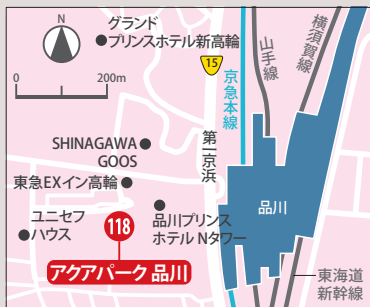 N
0
200m
グランド
プリンスホテル新高輪
15
京急本線
山手線
横須賀線
SHINAGAWA
GOOS
第一京浜
東急EXイン高輪
品川
ユニセフ
ハウス
118
品川プリンス
ホテル Nタワー
アクアパーク 品川
東海道
新幹線